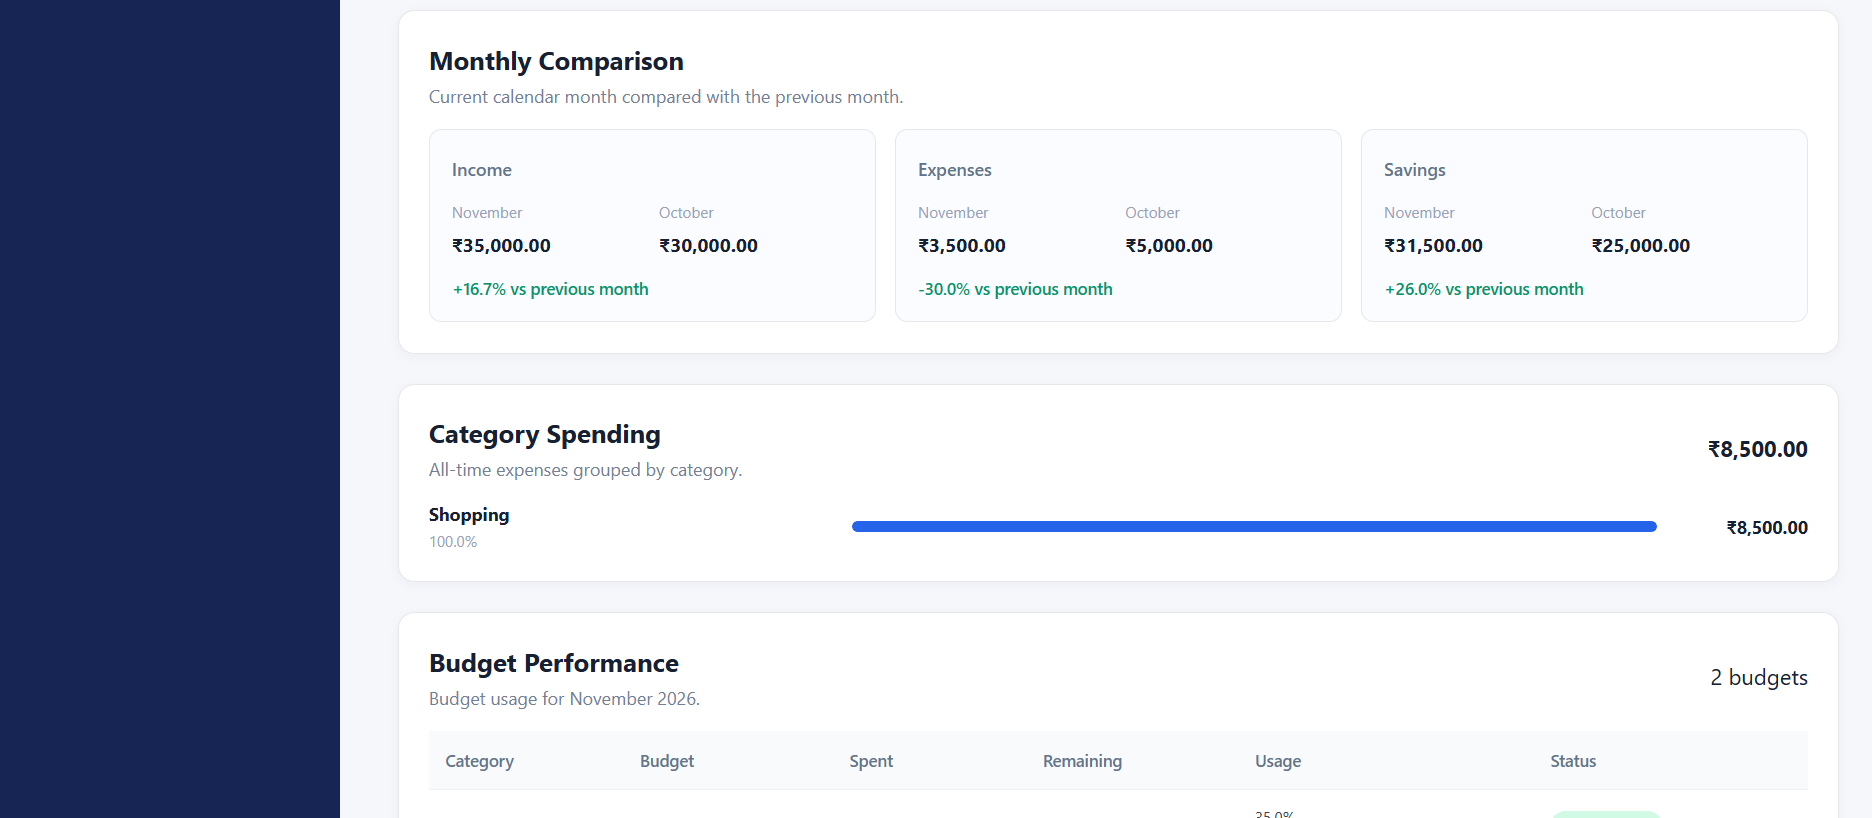 Monthly Comparison
Current calendar month compared with the previous month.
Income
November October
₹35,000.00 ₹30,000.00
+16.7% vs previous month
Expenses
November October
₹3,500.00 ₹5,000.00
-30.0% vs previous month
Savings
November October
₹31,500.00 ₹25,000.00
+26.0% vs previous month
Category Spending
All-time expenses grouped by category.
₹8,500.00
Shopping
100.0%
₹8,500.00
Budget Performance
Budget usage for November 2026.
2 budgets
Category Budget Spent Remaining Usage Status
35.0%